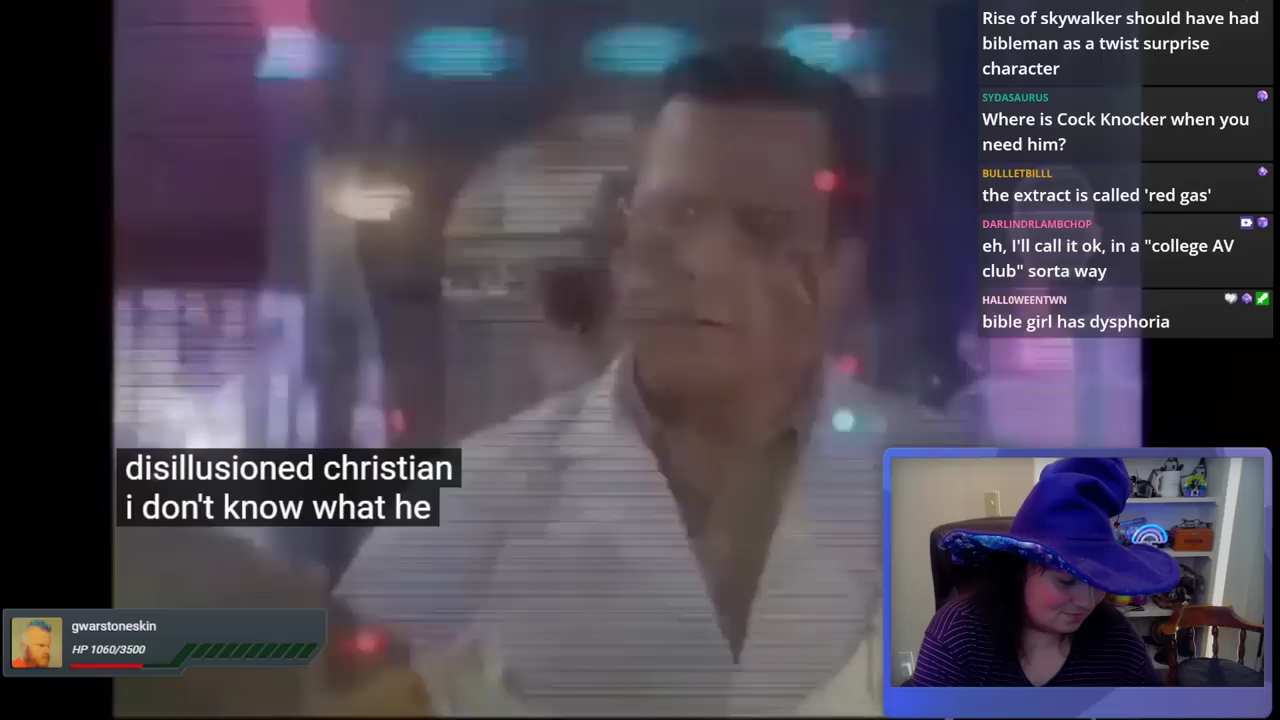 Rise of skywalker should have had
bibleman as a twist surprise
character
SYDASAURUS
Where is Cock Knocker when you
need him?
BULLLETBILLL
the extract is called 'red gas'
DARLINDRLAMBCHOP
eh, I'll call it ok, in a "college AV
club" sorta way
HALL0WEENTWN
bible girl has dysphoria
disillusioned christian
i don't know what he
gwarstoneskin
HP 1060/3500